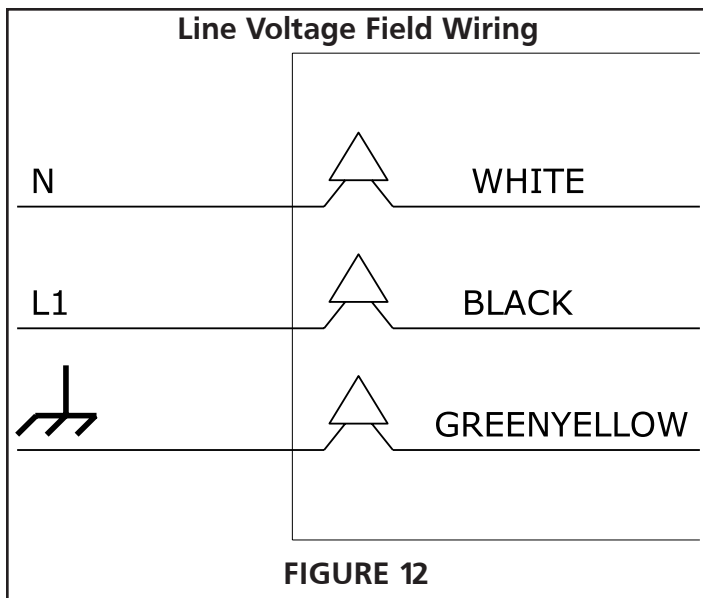 Line Voltage Field Wiring
N WHITE
L1 BLACK
GREENYELLOW
FIGURE 12